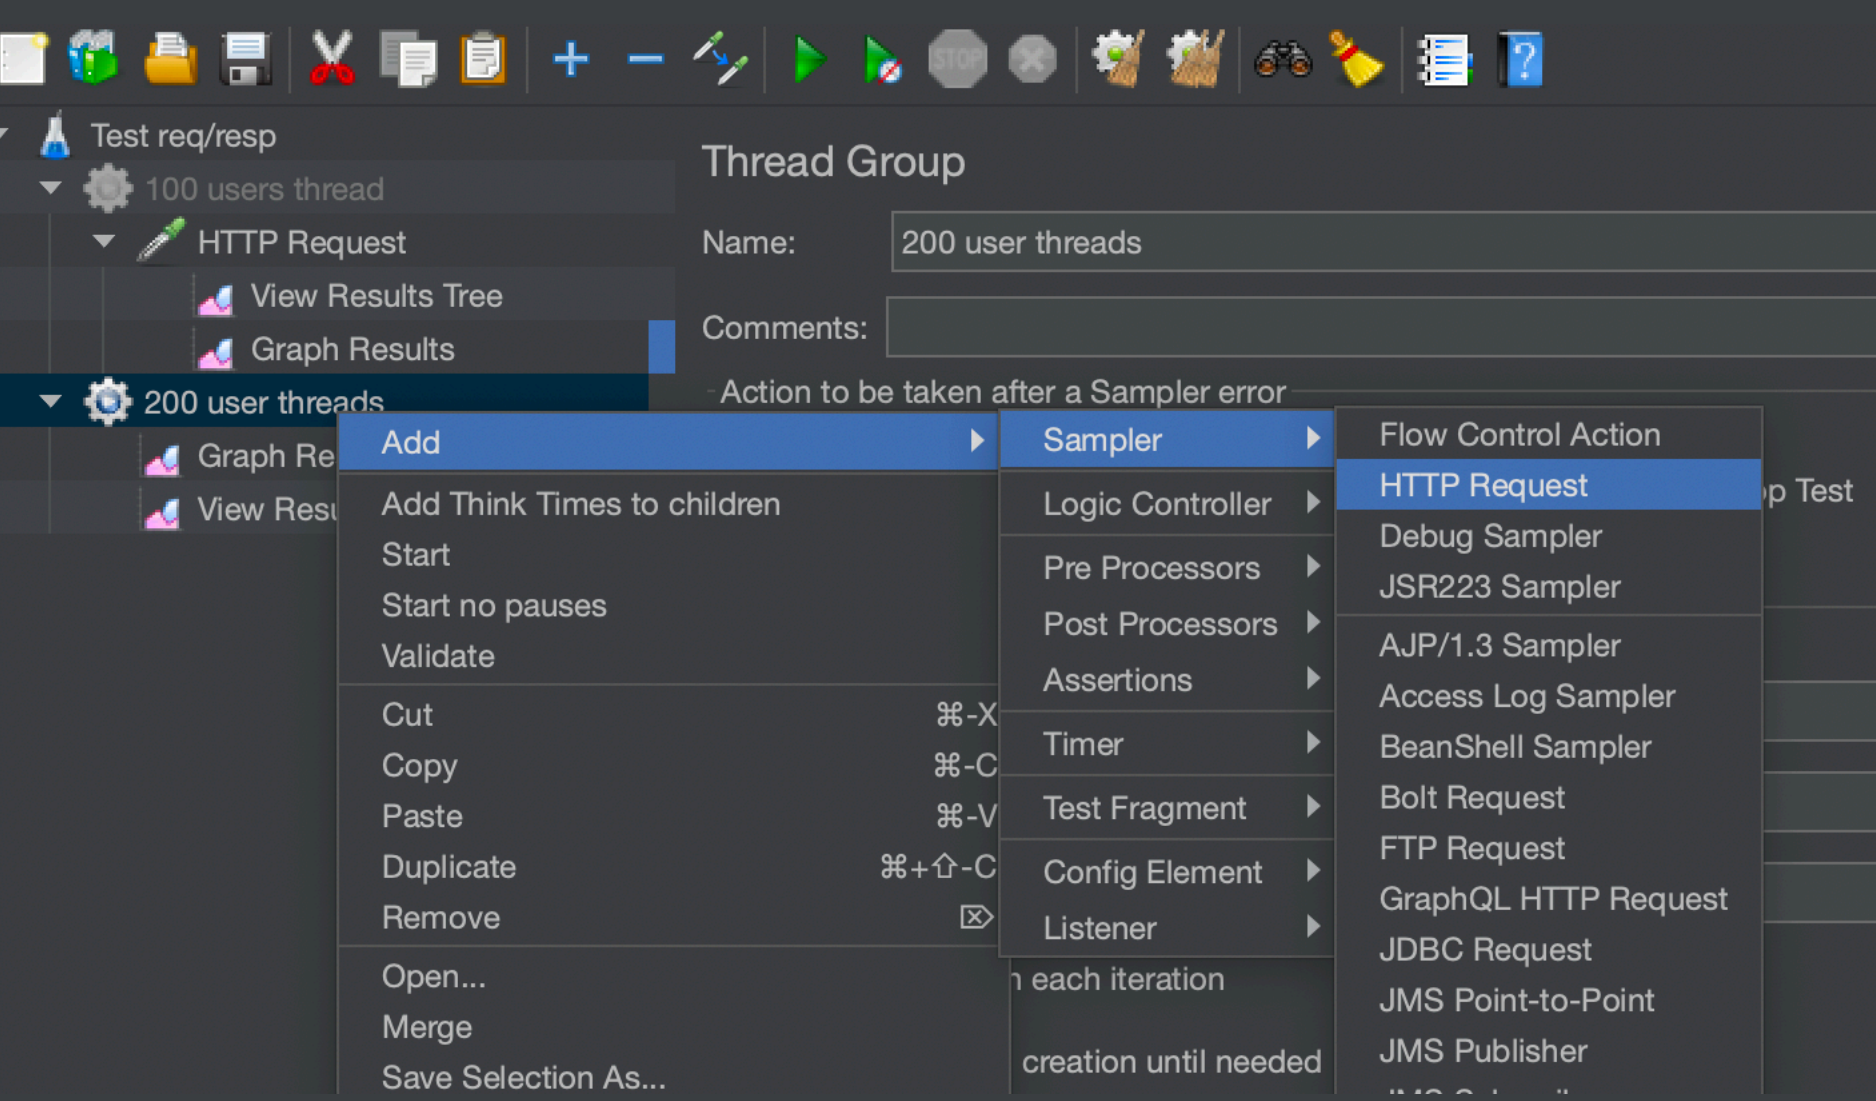 STOP
?
Test req/resp
100 users thread
HTTP Request
View Results Tree
Graph Results
200 user threads
Graph Re
View Resu
Thread Group
Name:
200 user threads
Comments:
Action to be taken after a Sampler error
p Test
each iteration
creation until needed
Add
Add Think Times to children
Start
Start no pauses
Validate
Cut ⌘-X
Copy ⌘-C
Paste ⌘-V
Duplicate ⌘+⇧-C
Remove ⌦
Open...
Merge
Save Selection As...
Sampler
Logic Controller
Pre Processors
Post Processors
Assertions
Timer
Test Fragment
Config Element
Listener
Flow Control Action
HTTP Request
Debug Sampler
JSR223 Sampler
AJP/1.3 Sampler
Access Log Sampler
BeanShell Sampler
Bolt Request
FTP Request
GraphQL HTTP Request
JDBC Request
JMS Point-to-Point
JMS Publisher